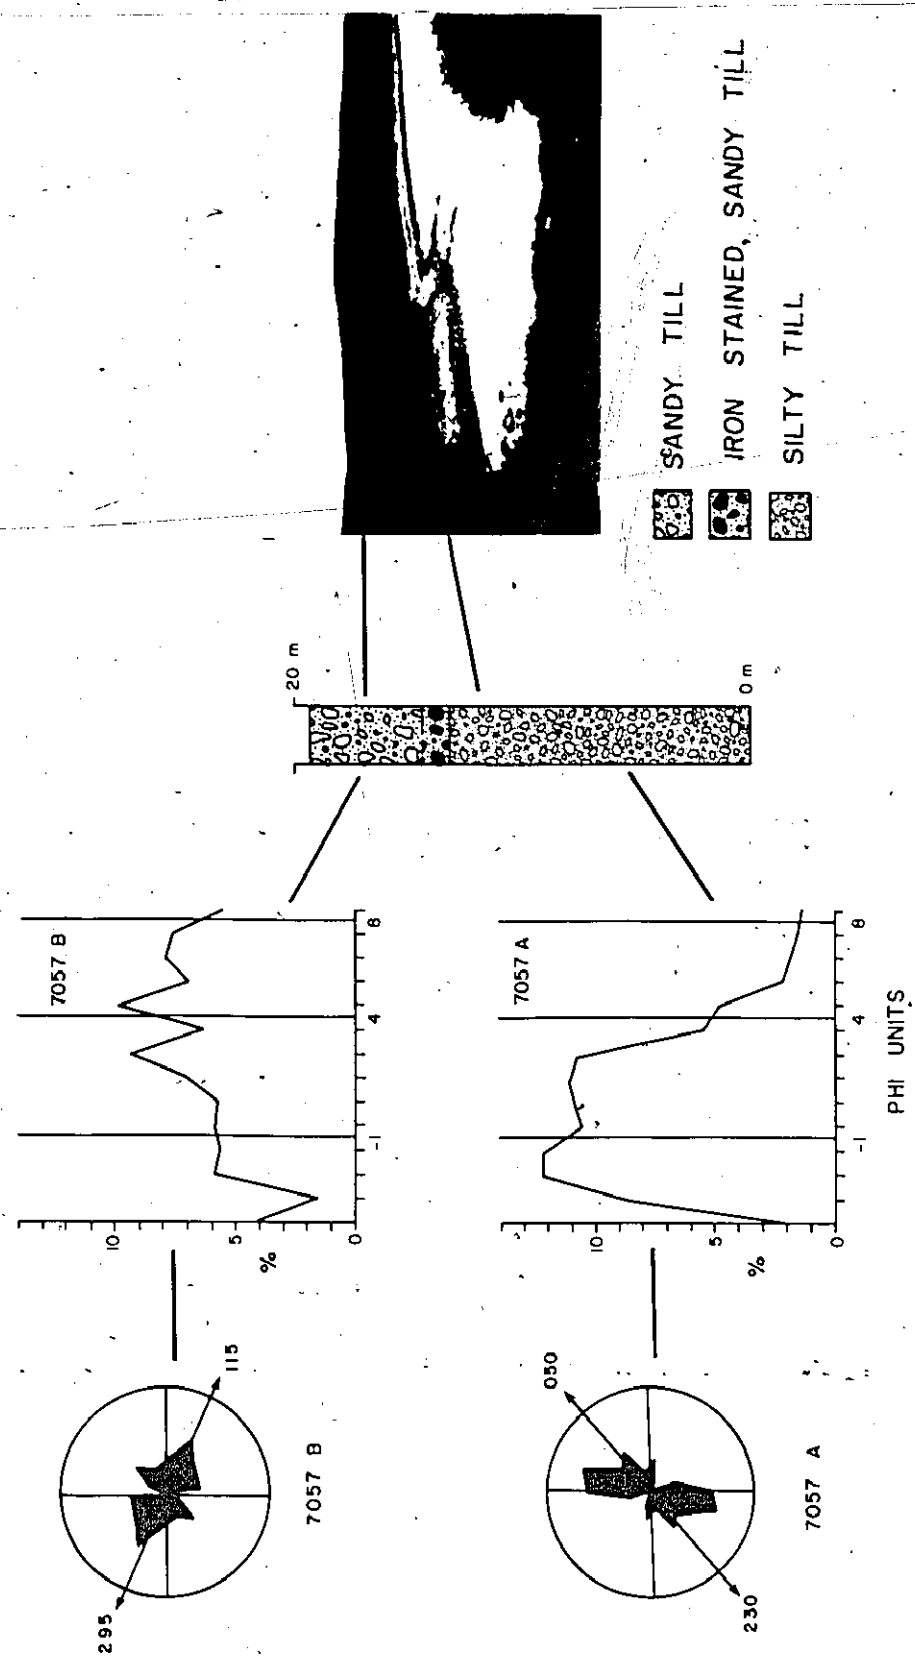 295
115
7057 B
050
230
7057 A
7057 B
10
5
0
%
-1
4
8
7057 A
10
5
0
%
-1
4
8
PHI UNITS
20 m
0 m
SANDY TILL
IRON STAINED, SANDY TILL
SILTY TILL